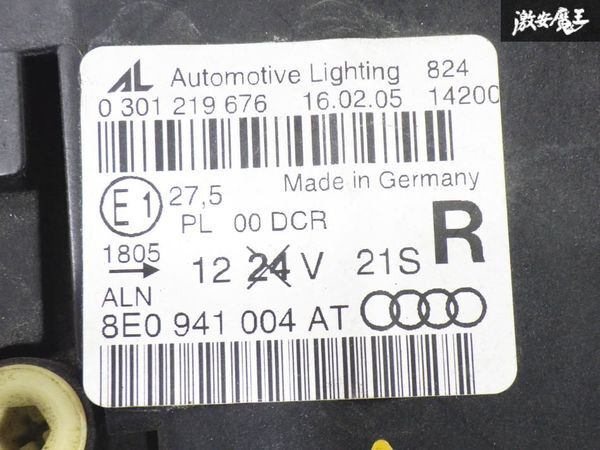 激安魔王
AL Automotive Lighting 824
0 301 219 676 16.02.05 14200
E1 27,5 Made in Germany
PL 00 DCR
R
1805 12 24 V 21S
ALN
8E0 941 004 AT